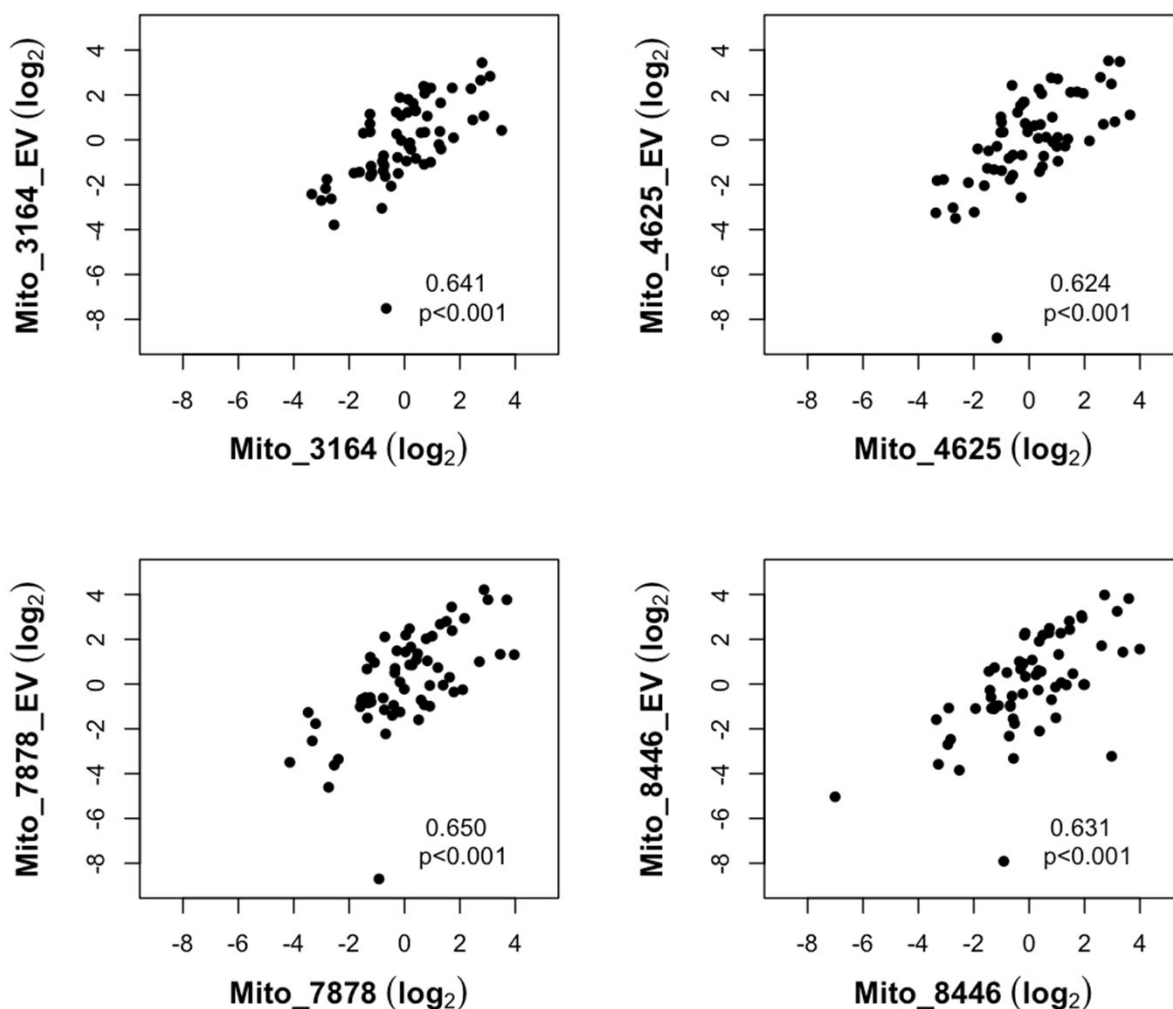 Mito_3164_EV (log2)
4
2
0
-2
-4
-6
-8
0.641
p<0.001
-8 -6 -4 -2 0 2 4
Mito_3164 (log2)
Mito_4625_EV (log2)
4
2
0
-2
-4
-6
-8
0.624
p<0.001
-8 -6 -4 -2 0 2 4
Mito_4625 (log2)
Mito_7878_EV (log2)
4
2
0
-2
-4
-6
-8
0.650
p<0.001
-8 -6 -4 -2 0 2 4
Mito_7878 (log2)
Mito_8446_EV (log2)
4
2
0
-2
-4
-6
-8
0.631
p<0.001
-8 -6 -4 -2 0 2 4
Mito_8446 (log2)